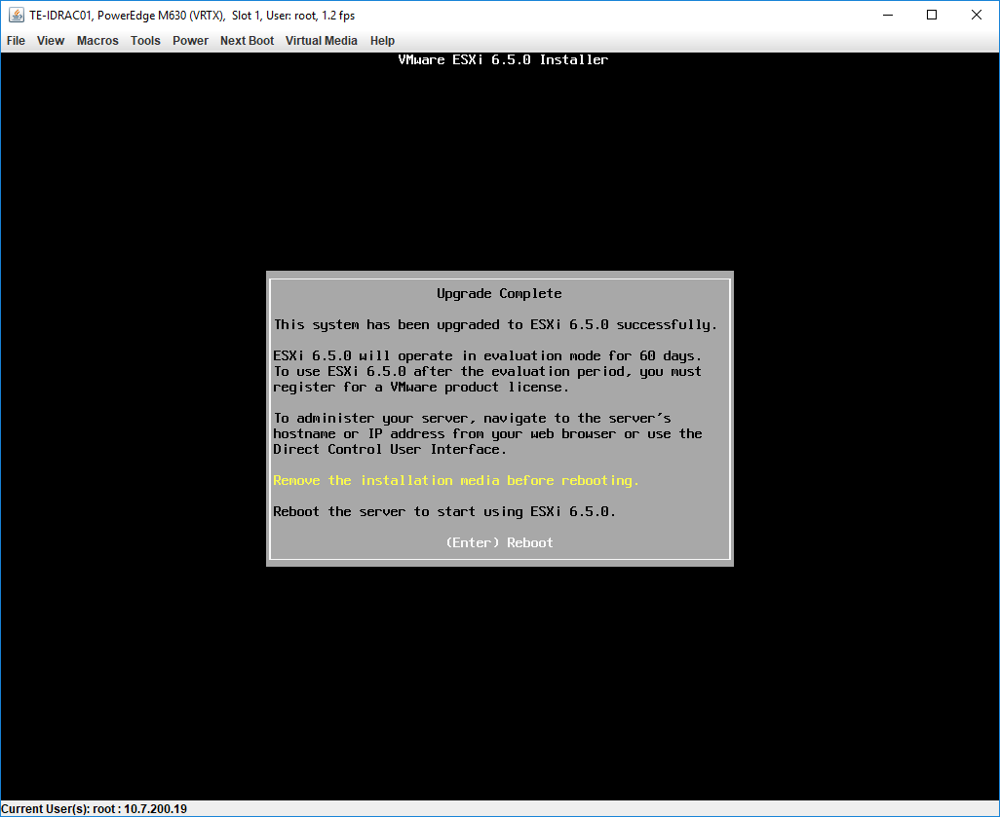 TE-IDRAC01, PowerEdge M630 (VRTX),  Slot 1, User: root, 1.2 fps
File View Macros Tools Power Next Boot Virtual Media Help
VMware ESXi 6.5.0 Installer
Upgrade Complete
This system has been upgraded to ESXi 6.5.0 successfully.
ESXi 6.5.0 will operate in evaluation mode for 60 days.
To use ESXi 6.5.0 after the evaluation period, you must
register for a VMware product license.
To administer your server, navigate to the server's
hostname or IP address from your web browser or use the
Direct Control User Interface.
Remove the installation media before rebooting.
Reboot the server to start using ESXi 6.5.0.
(Enter) Reboot
Current User(s): root : 10.7.200.19